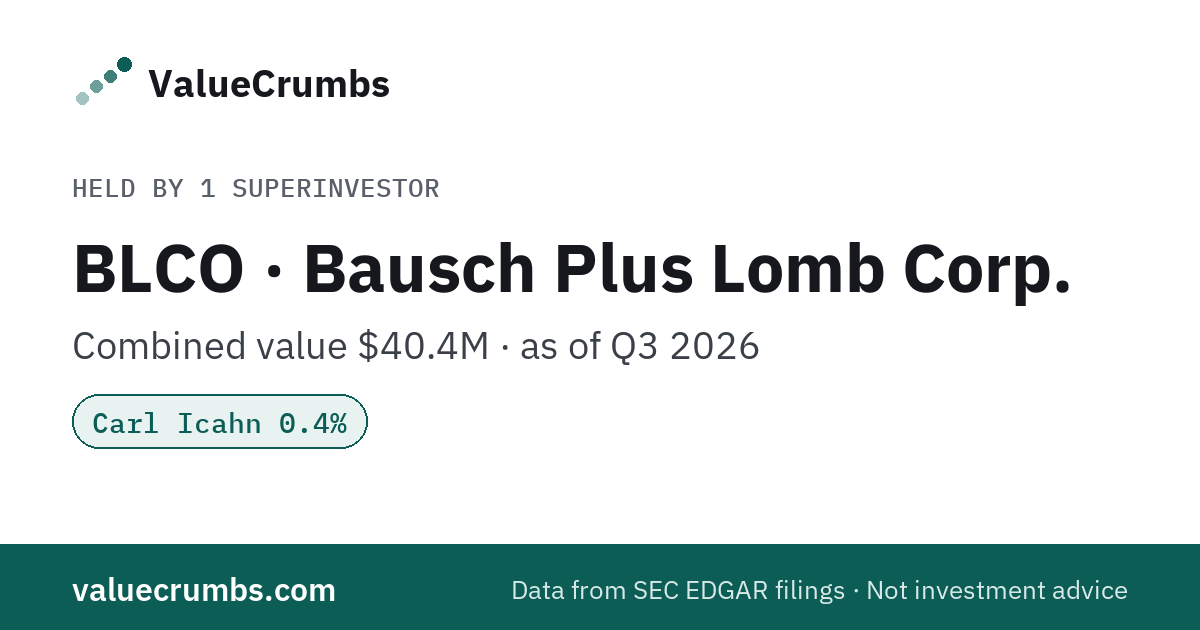 ValueCrumbs
HELD BY 1 SUPERINVESTOR
BLCO · Bausch Plus Lomb Corp.
Combined value $40.4M · as of Q3 2026
Carl Icahn 0.4%
valuecrumbs.com
Data from SEC EDGAR filings · Not investment advice